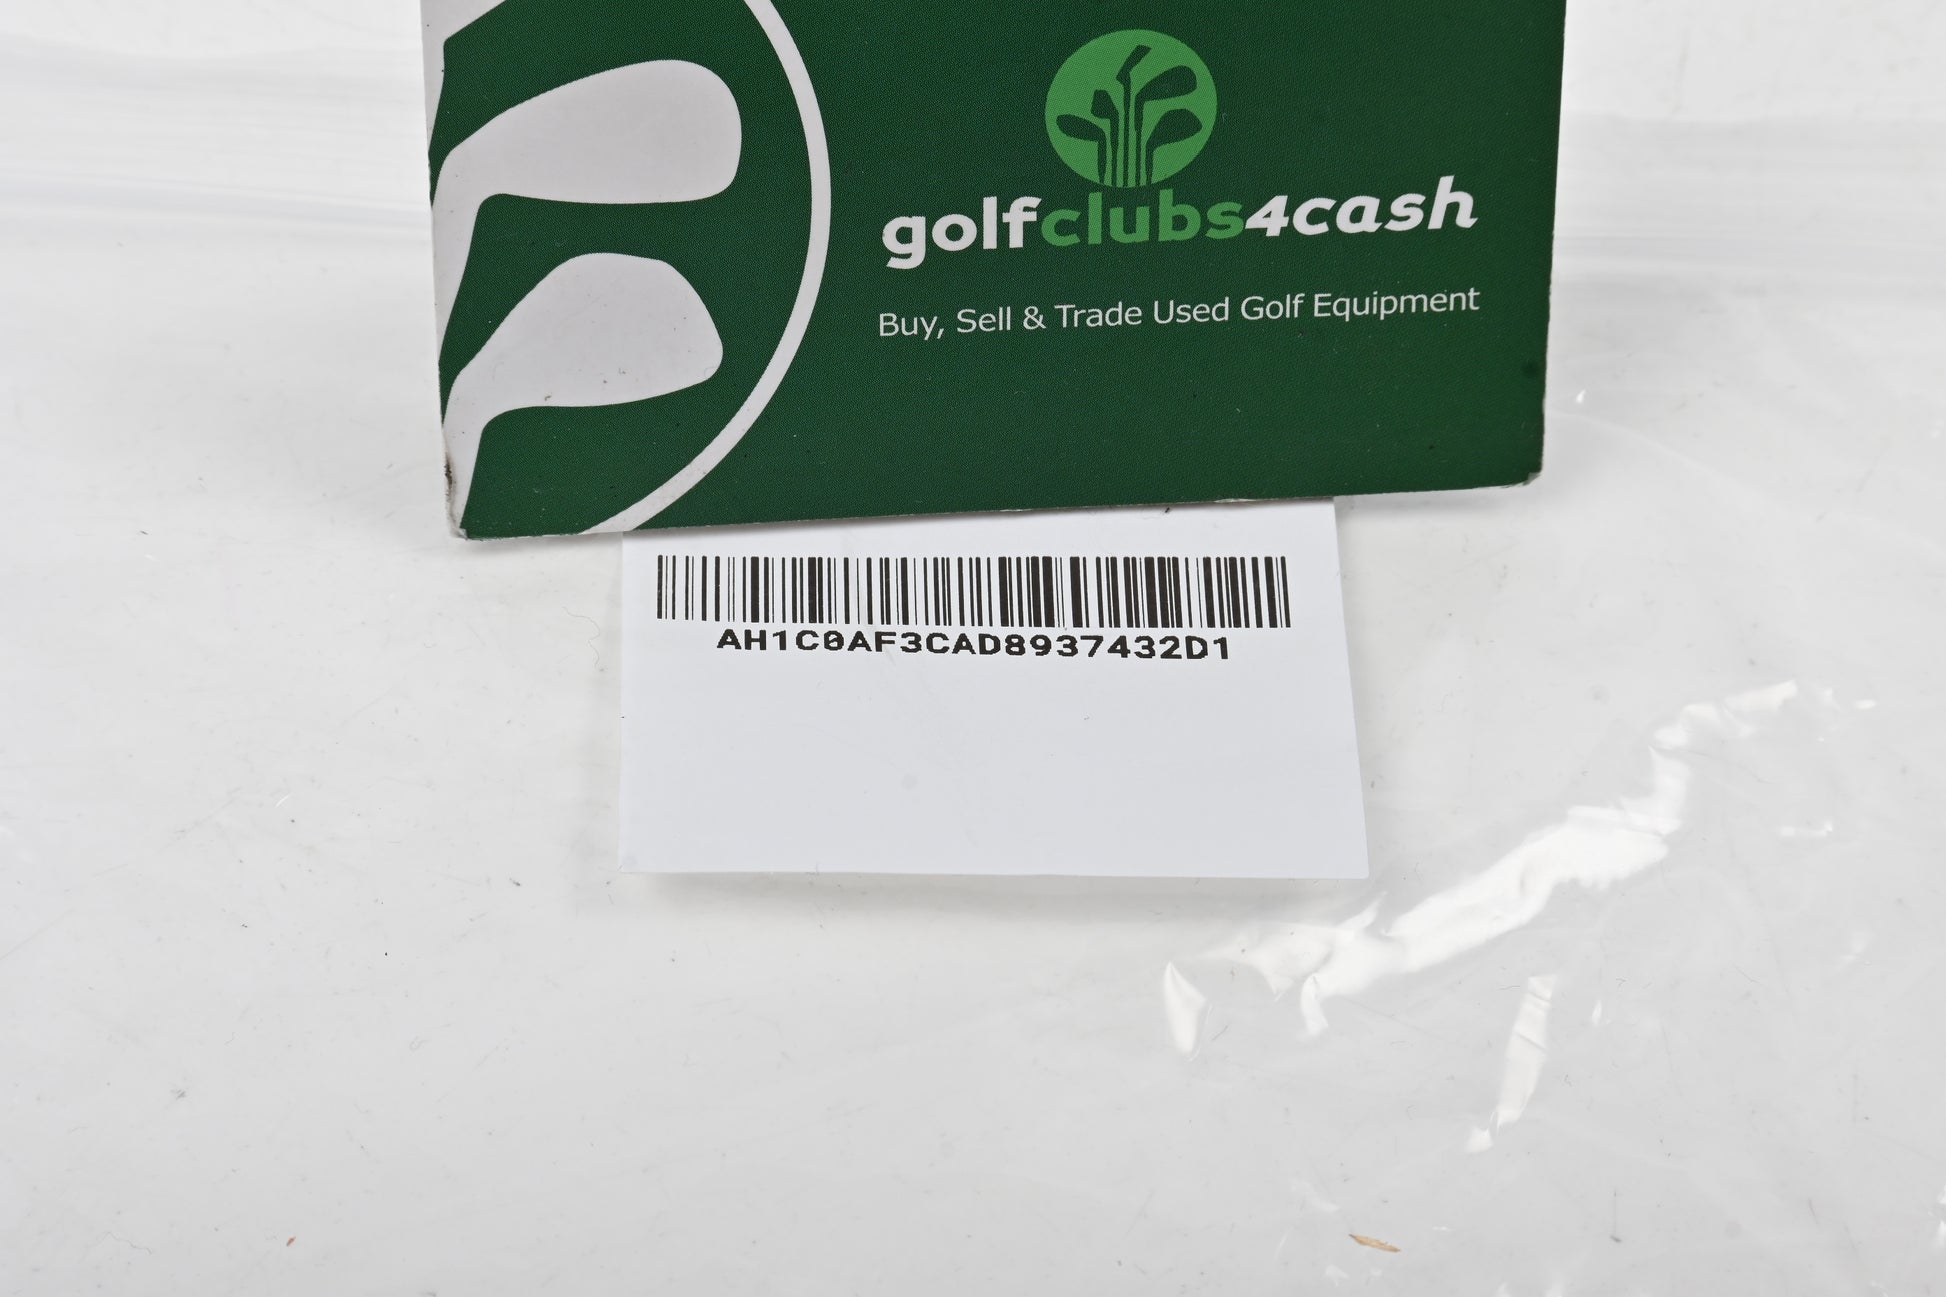 golfclubs4cash
Buy, Sell & Trade Used Golf Equipment
AH1C0AF3CAD8937432D1